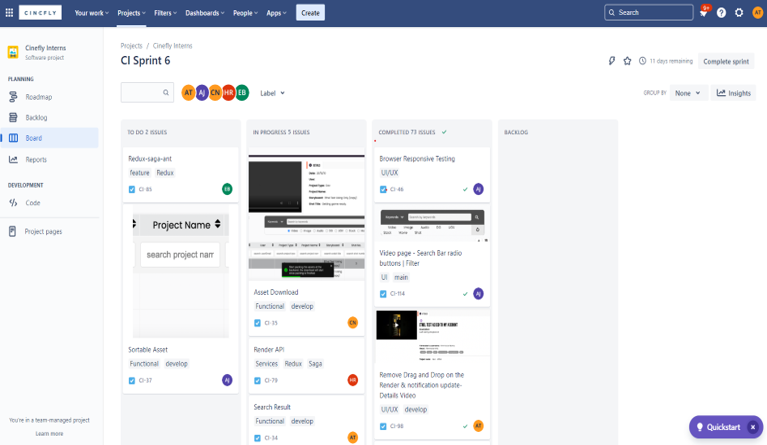 CINEFLY
Your work
Projects
Filters
Dashboards
People
Apps
Create
Search
9+
AT
Cinefly Interns
Software project
PLANNING
Roadmap
Backlog
Board
Reports
DEVELOPMENT
Code
Project pages
You're in a team-managed project
Learn more
Projects / Cinefly Interns
CI Sprint 6
11 days remaining
Complete sprint
AT AJ CN HR EB
Label
GROUP BY
None
Insights
TO DO 2 ISSUES
Redux-saga-ant
feature Redux
CI-85
EB
Project Name
search project nam
Sortable Asset
Functional develop
CI-37
AJ
IN PROGRESS 5 ISSUES
Asset Download
Functional develop
CI-35
CN
Render API
Services Redux Saga
CI-79
HR
Search Result
Functional develop
CI-34
AT
COMPLETED 73 ISSUES
Browser Responsive Testing
UI/UX
CI-46
AJ
Video page - Search Bar radio
buttons | Filter
UI main
CI-114
AJ
Remove Drag and Drop on the
Render & notification update-
Details Video
UI/UX develop
CI-96
AT
BACKLOG
Quickstart